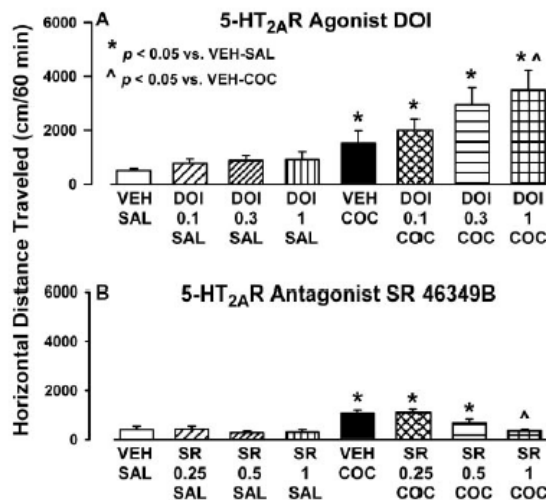 Horizontal Distance Traveled (cm/60 min)
A
5-HT2AR Agonist DOI
* p < 0.05 vs. VEH-SAL
^ p < 0.05 vs. VEH-COC
6000
4000
2000
0
* * * * ^
VEH DOI DOI DOI VEH DOI DOI DOI
SAL 0.1 0.3 1 COC 0.1 0.3 1
SAL SAL SAL COC COC COC
B
5-HT2AR Antagonist SR 46349B
6000
4000
2000
0
* * * ^
VEH SR SR SR VEH SR SR SR
SAL 0.25 0.5 1 COC 0.25 0.5 1
SAL SAL SAL COC COC COC